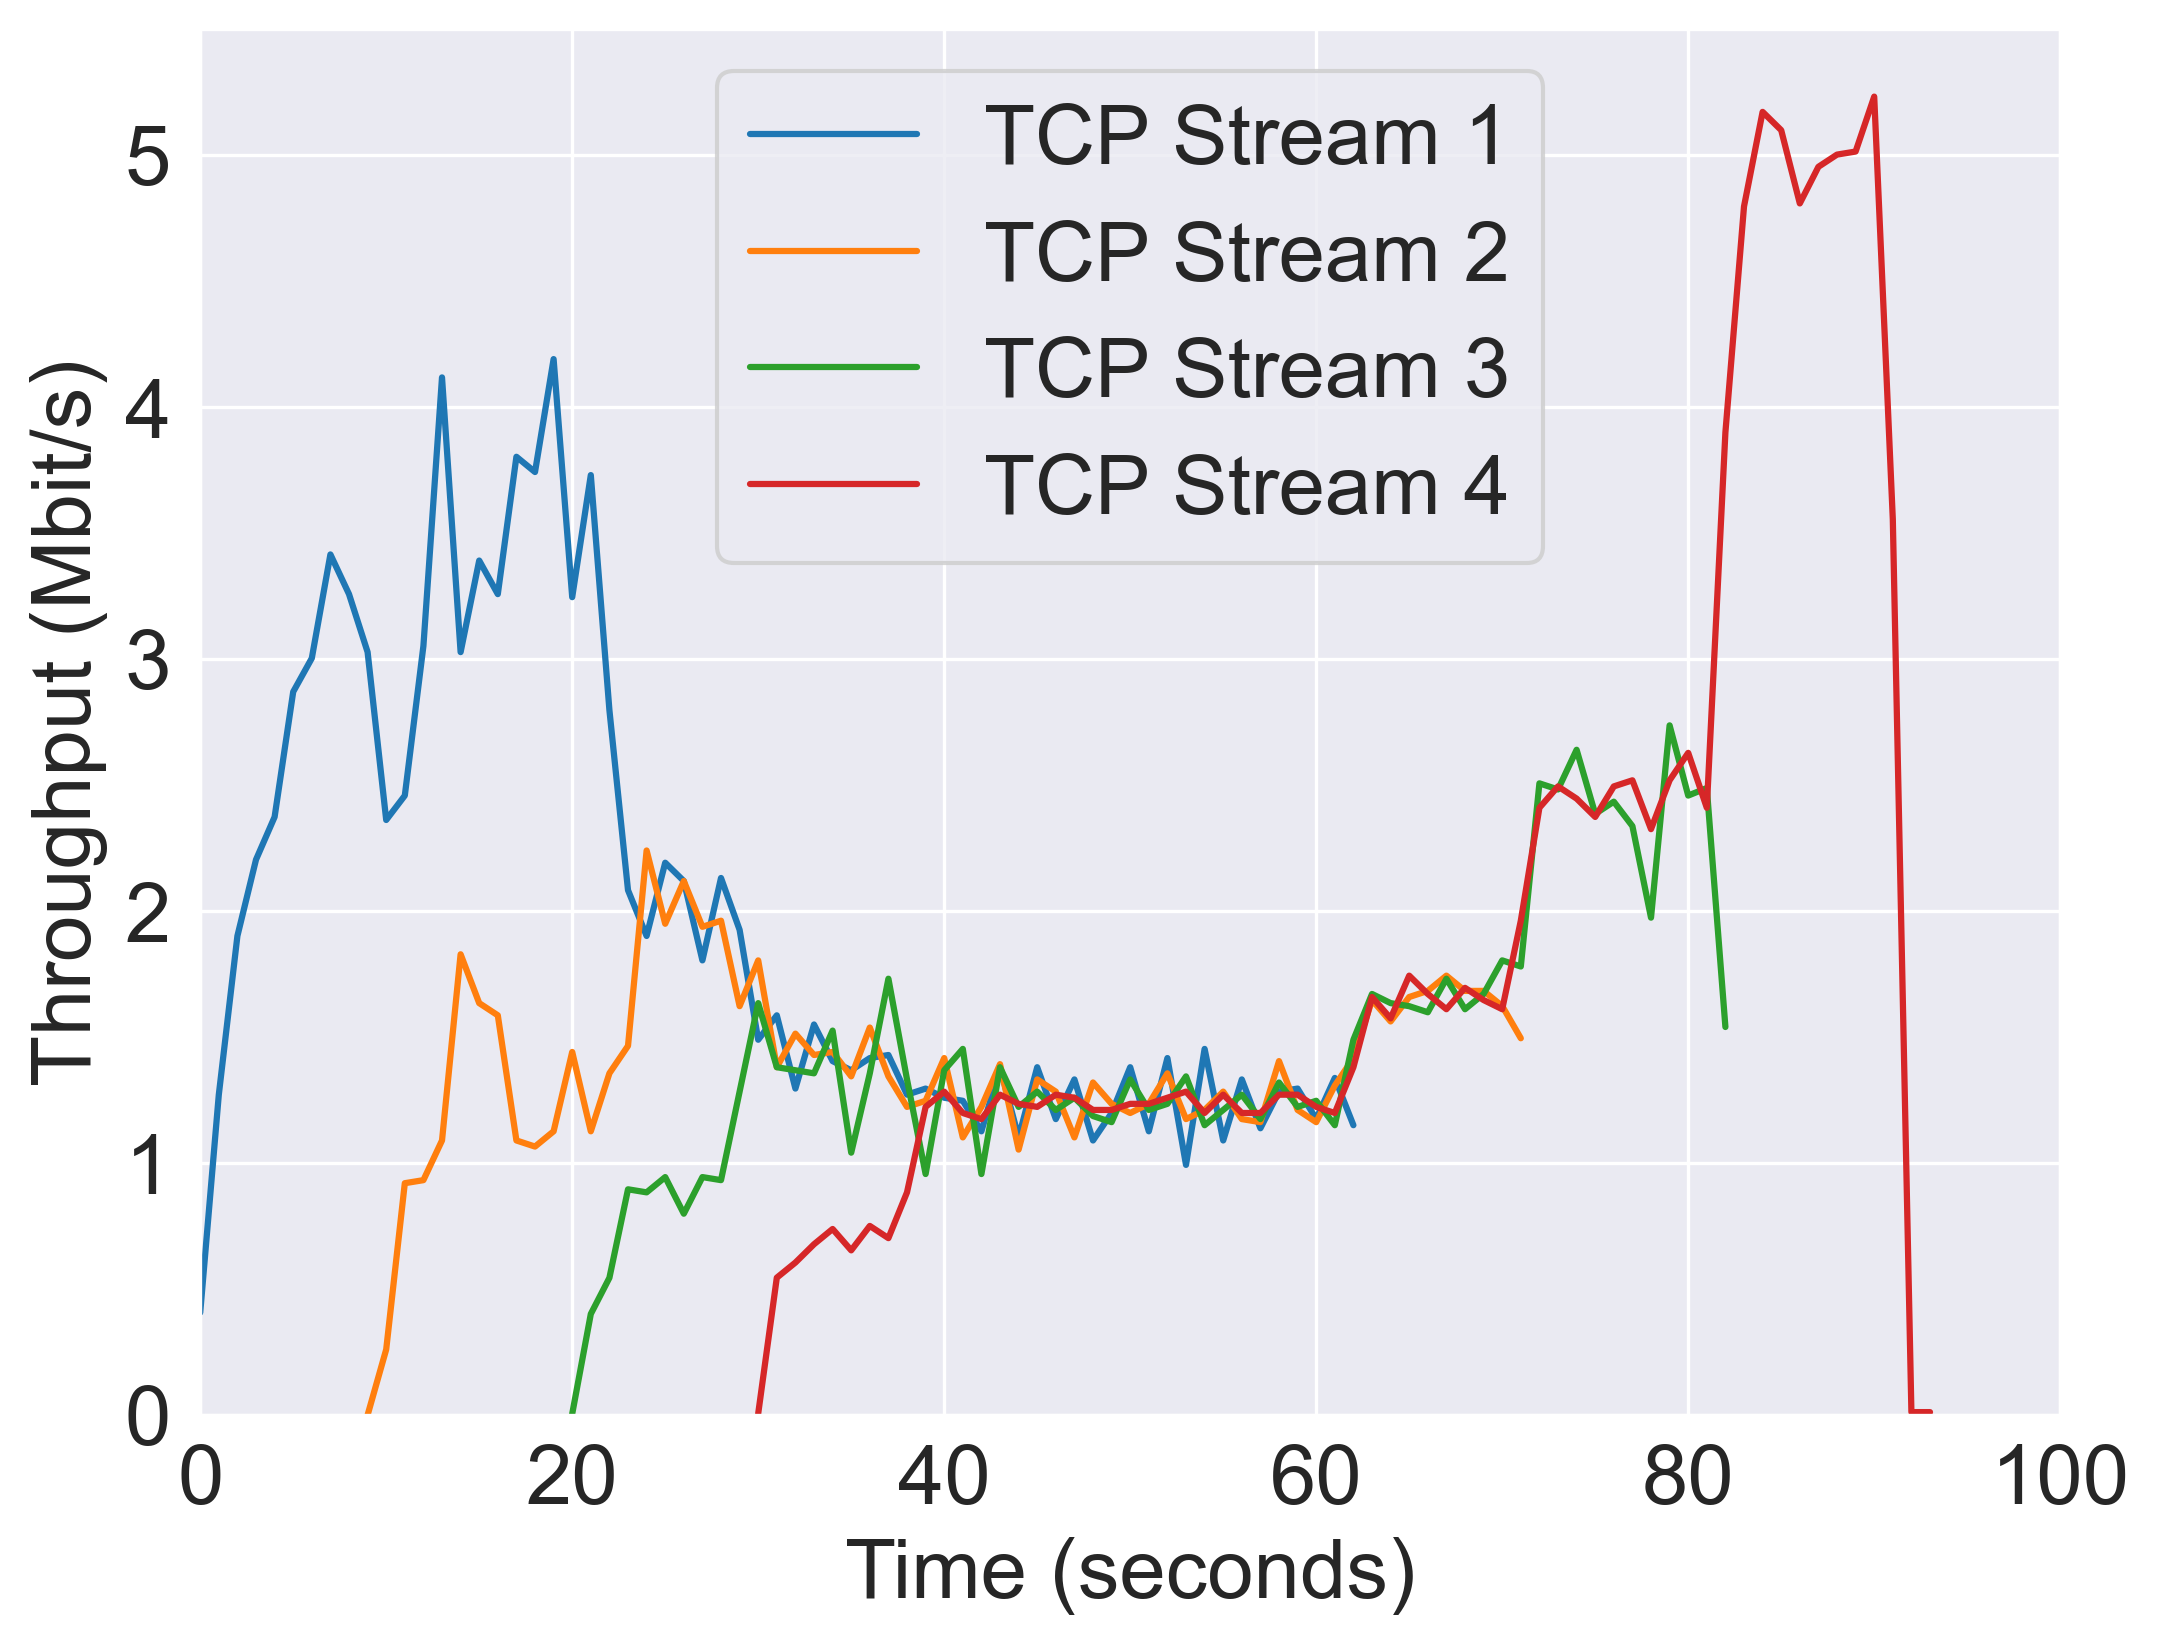 TCP Stream 1
TCP Stream 2
TCP Stream 3
TCP Stream 4
Throughput (Mbit/s)
5
4
3
2
1
0
0 20 40 60 80 100
Time (seconds)